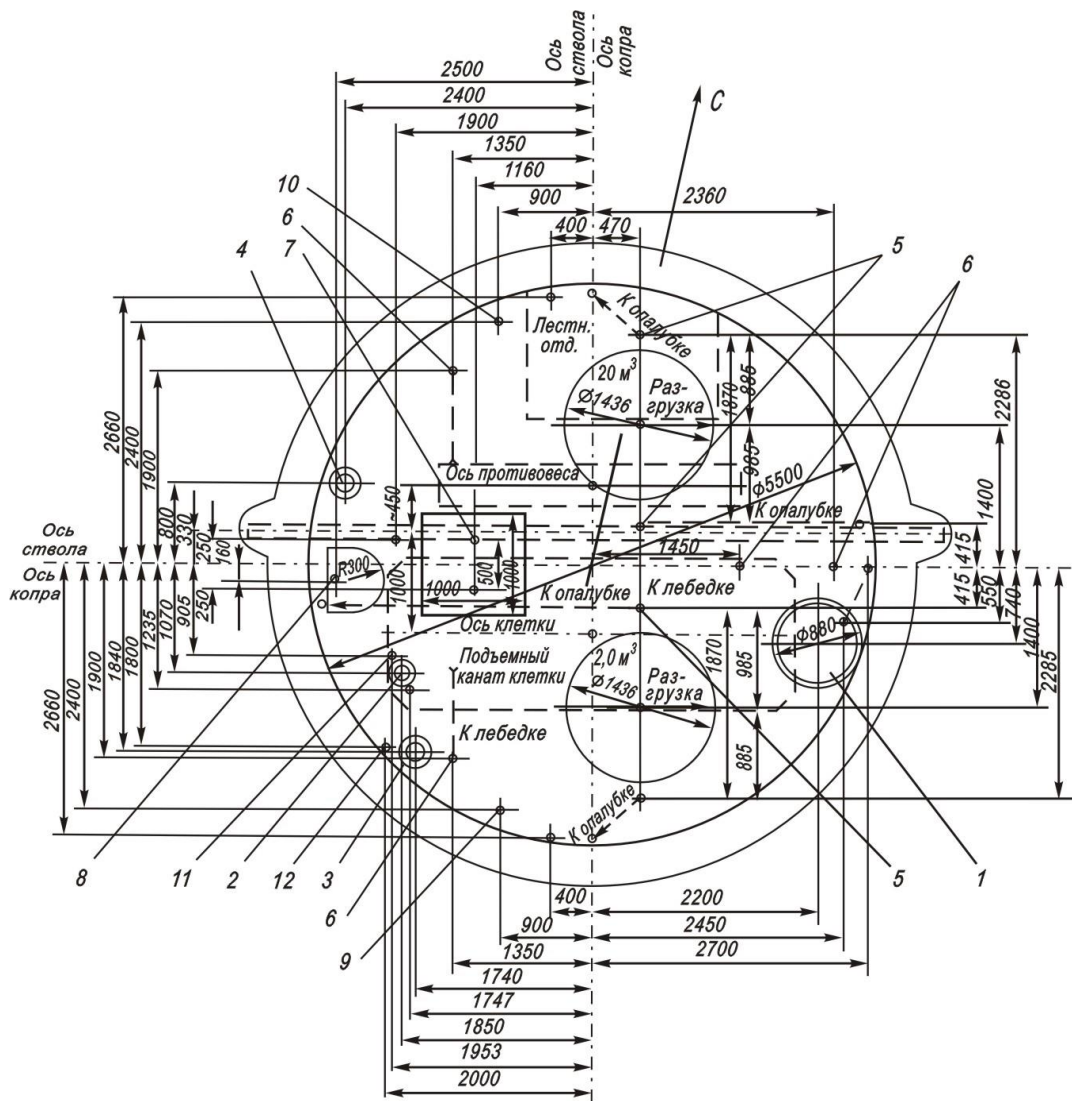 Ось
ствола
Ось
копра
2500
2400
1900
1350
1160
900
400
470
2360
С
10
6
7
4
5
6
К опалубке
Лестн.
отд.
20 м³
Раз-
грузка
Ø1436
1870
885
985
2286
1400
2660
2400
1900
800
330
250
160
Ось противовеса
Ø5500
450
К опалубке
Ось
ствола
Ось
копра
R300
1000
1000
500
1000
1450
415
415
550
740
1400
2285
К опалубке
К лебедке
Ось клетки
Ø880
Подъемный
канат клетки
2,0 м³
Ø1436
Раз-
грузка
1870
985
885
К лебедке
250
905
1070
1235
1800
1840
1900
2400
2660
К опалубке
8
11
2
12
3
6
9
5
1
400
900
1350
1740
1747
1850
1953
2000
2200
2450
2700